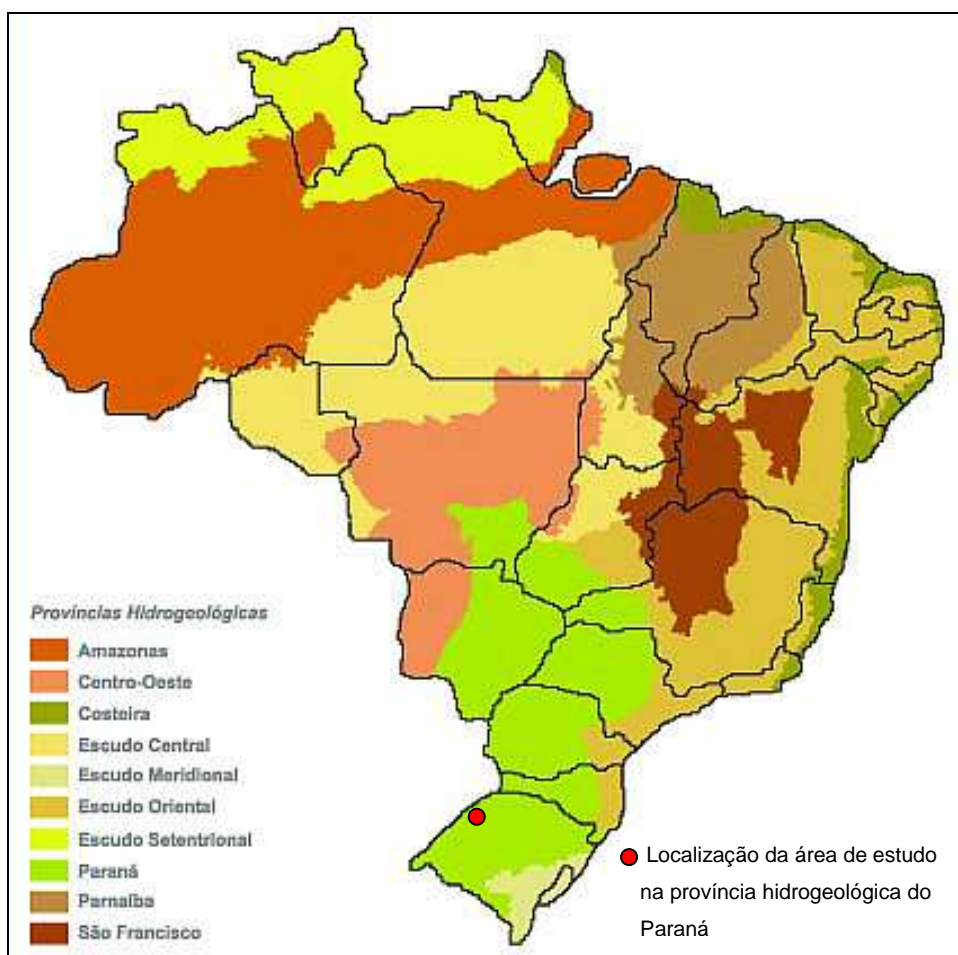 Províncias Hidrogeológicas
Amazonas
Centro-Oeste
Costeira
Escudo Central
Escudo Meridional
Escudo Oriental
Escudo Setentrional
Paraná
Parnaíba
São Francisco
Localização da área de estudo
na província hidrogeológica do
Paraná